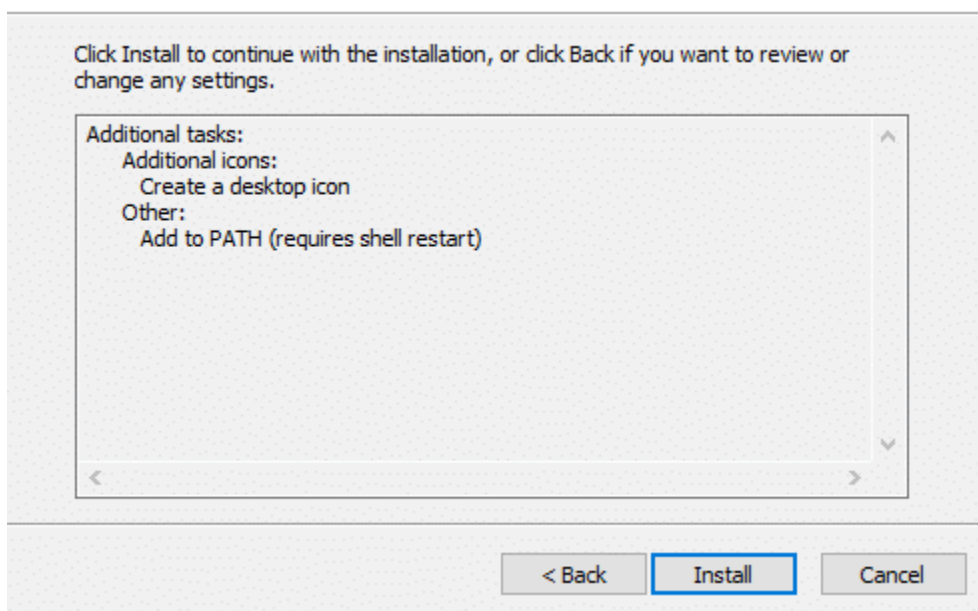 Click Install to continue with the installation, or click Back if you want to review or
change any settings.
Additional tasks:
Additional icons:
Create a desktop icon
Other:
Add to PATH (requires shell restart)
< Back
Install
Cancel